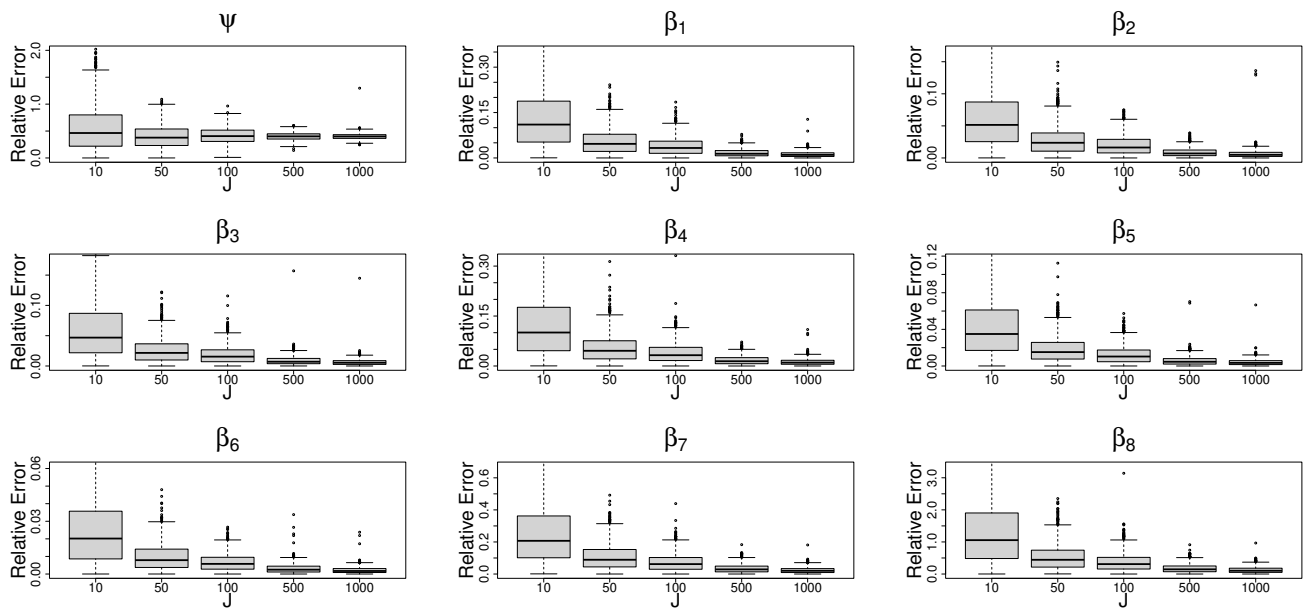 ψ
Relative Error
0.0 1.0 2.0
10 50 100 500 1000
J
β1
Relative Error
0.00 0.15 0.30
10 50 100 500 1000
J
β2
Relative Error
0.00 0.10
10 50 100 500 1000
J
β3
Relative Error
0.00 0.10
10 50 100 500 1000
J
β4
Relative Error
0.00 0.15 0.30
10 50 100 500 1000
J
β5
Relative Error
0.00 0.04 0.08 0.12
10 50 100 500 1000
J
β6
Relative Error
0.00 0.03 0.06
10 50 100 500 1000
J
β7
Relative Error
0.0 0.2 0.4 0.6
10 50 100 500 1000
J
β8
Relative Error
0.0 1.0 2.0 3.0
10 50 100 500 1000
J